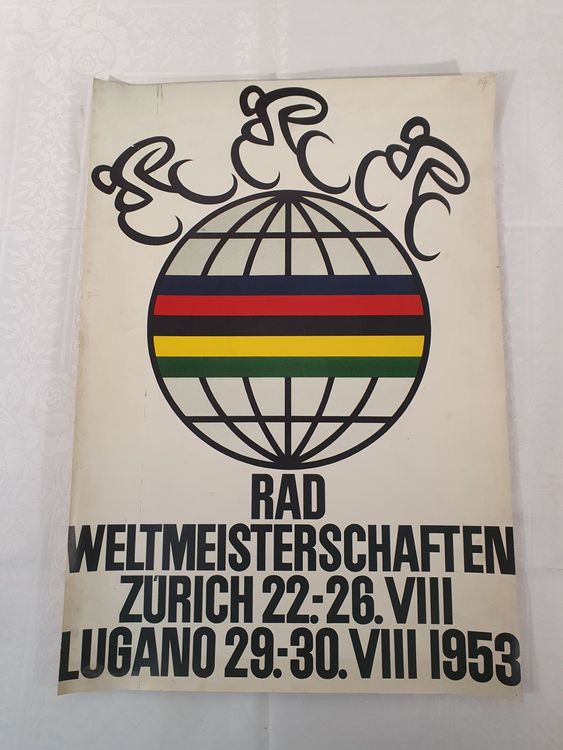 RAD
WELTMEISTERSCHAFTEN
ZÜRICH 22.-26. VIII
LUGANO 29.-30. VIII 1953